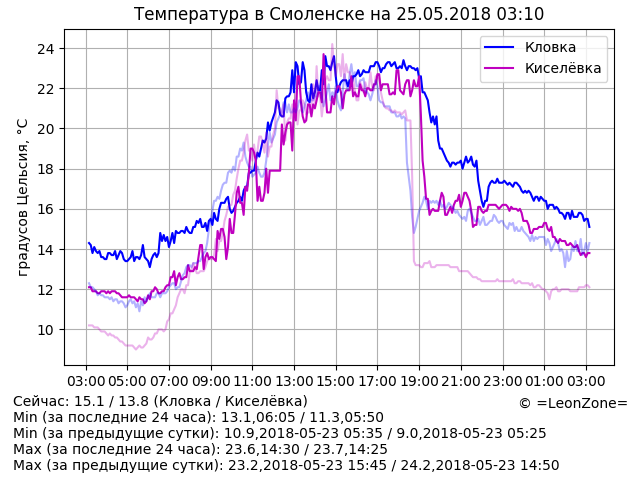 Температура в Смоленске на 25.05.2018 03:10
градусов Цельсия, °C
24
22
20
18
16
14
12
10
Кловка
Киселёвка
03:00 05:00 07:00 09:00 11:00 13:00 15:00 17:00 19:00 21:00 23:00 01:00 03:00
Сейчас: 15.1 / 13.8 (Кловка / Киселёвка)
© =LeonZone=
Min (за последние 24 часа): 13.1,06:05 / 11.3,05:50
Min (за предыдущие сутки): 10.9,2018-05-23 05:35 / 9.0,2018-05-23 05:25
Max (за последние 24 часа): 23.6,14:30 / 23.7,14:25
Max (за предыдущие сутки): 23.2,2018-05-23 15:45 / 24.2,2018-05-23 14:50